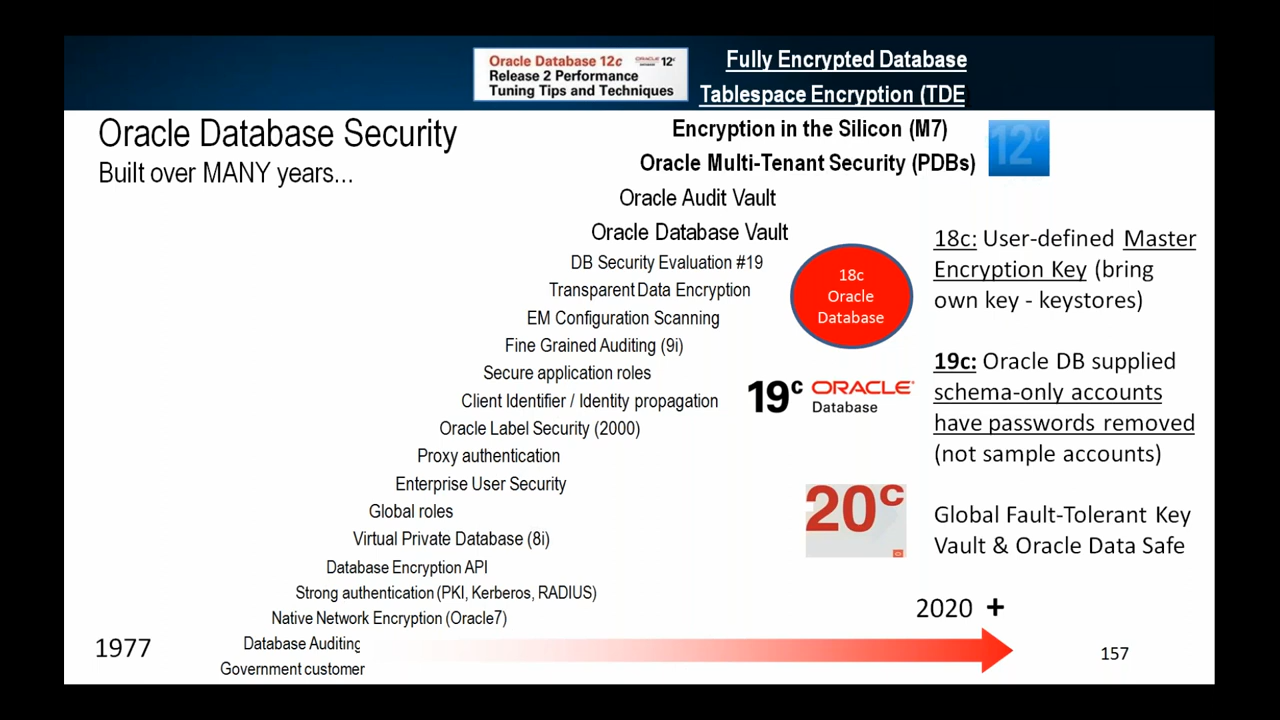 Oracle Database 12c ORACLE 12c
Release 2 Performance
Tuning Tips and Techniques
Fully Encrypted Database
Tablespace Encryption (TDE
Oracle Database Security
Built over MANY years...
Encryption in the Silicon (M7)
Oracle Multi-Tenant Security (PDBs)
12c
Oracle Audit Vault
Oracle Database Vault
DB Security Evaluation #19
Transparent Data Encryption
EM Configuration Scanning
Fine Grained Auditing (9i)
Secure application roles
Client Identifier / Identity propagation
Oracle Label Security (2000)
Proxy authentication
Enterprise User Security
Global roles
Virtual Private Database (8i)
Database Encryption API
Strong authentication (PKI, Kerberos, RADIUS)
Native Network Encryption (Oracle7)
Database Auditing
Government customer
1977
18c
Oracle
Database
18c: User-defined Master
Encryption Key (bring
own key - keystores)
19c ORACLE
Database
19c: Oracle DB supplied
schema-only accounts
have passwords removed
(not sample accounts)
20c
Global Fault-Tolerant Key
Vault & Oracle Data Safe
2020 +
157